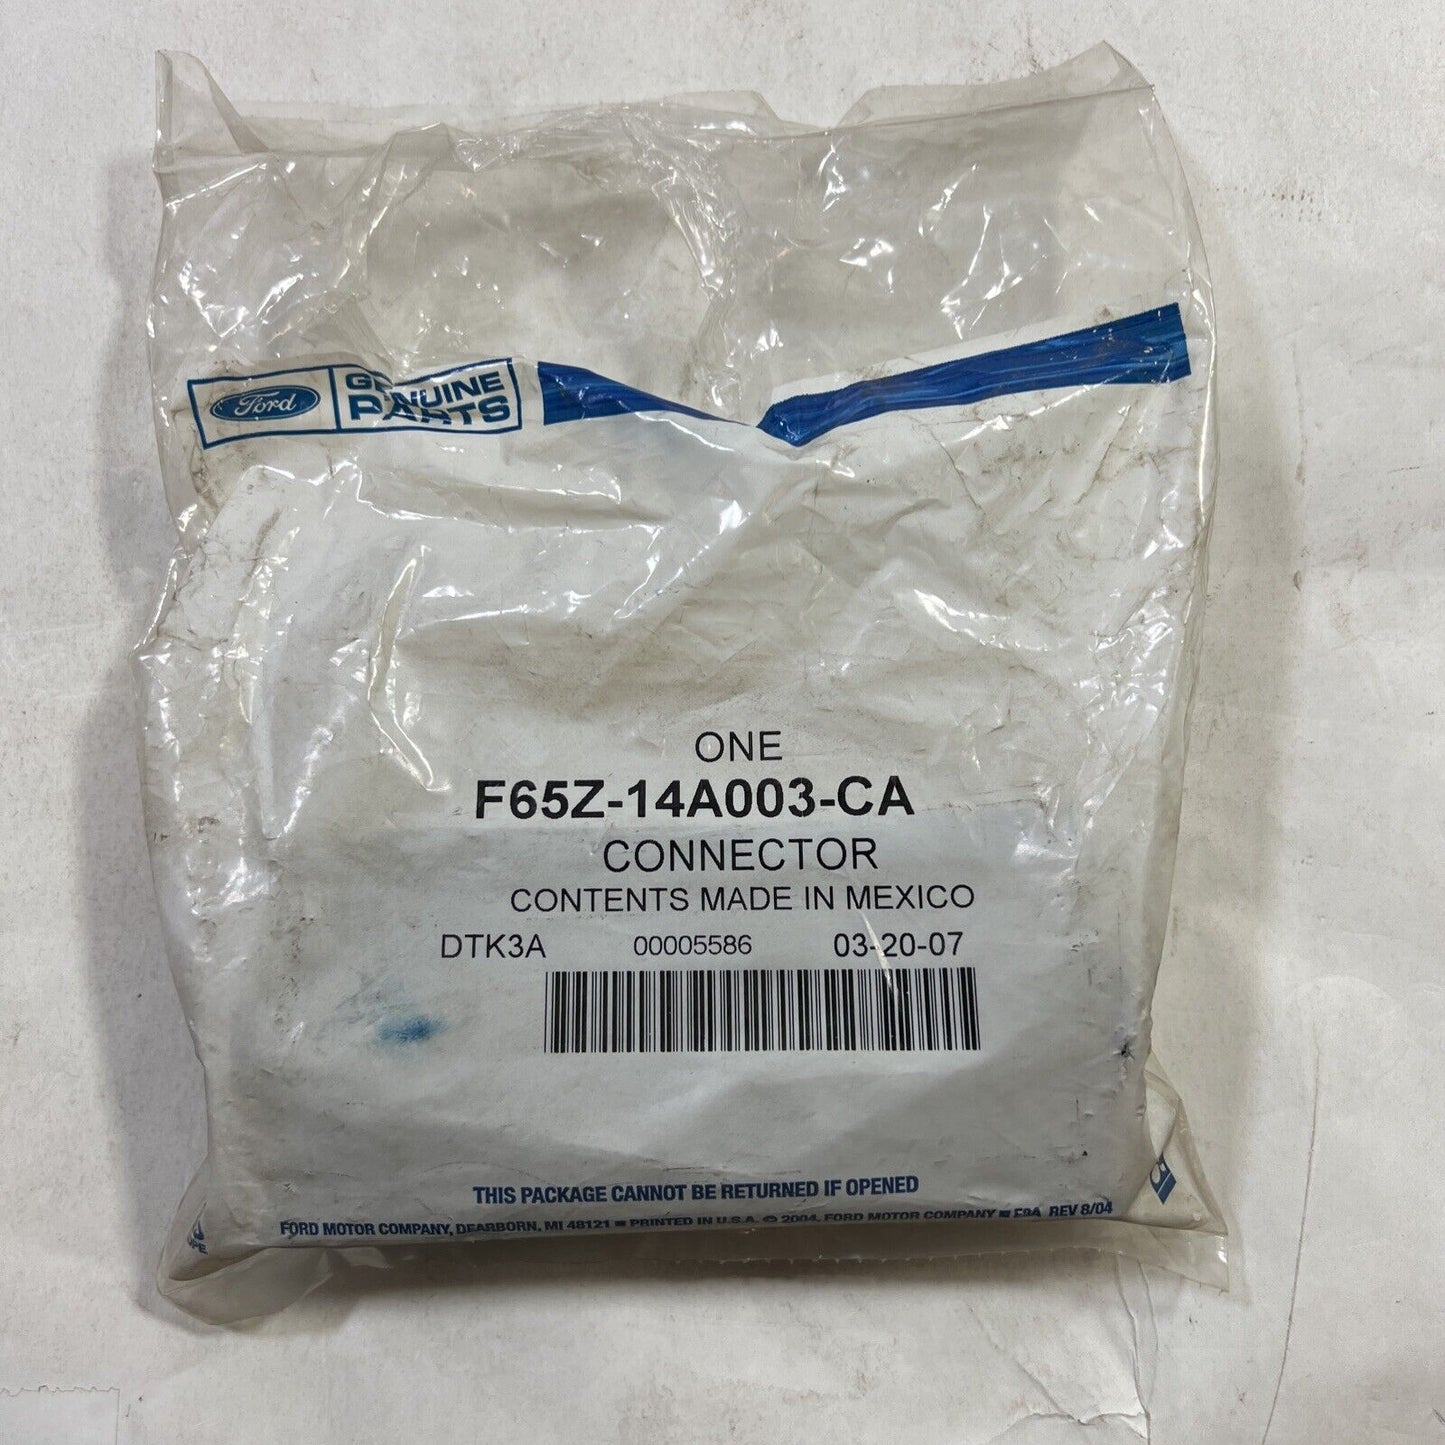 Ford
GENUINE
PARTS
ONE
F65Z-14A003-CA
CONNECTOR
CONTENTS MADE IN MEXICO
DTK3A 00005586 03-20-07
THIS PACKAGE CANNOT BE RETURNED IF OPENED
FORD MOTOR COMPANY, DEARBORN, MI 48121 ■ PRINTED IN U.S.A. © 2004, FORD MOTOR COMPANY ■ REV 8/04